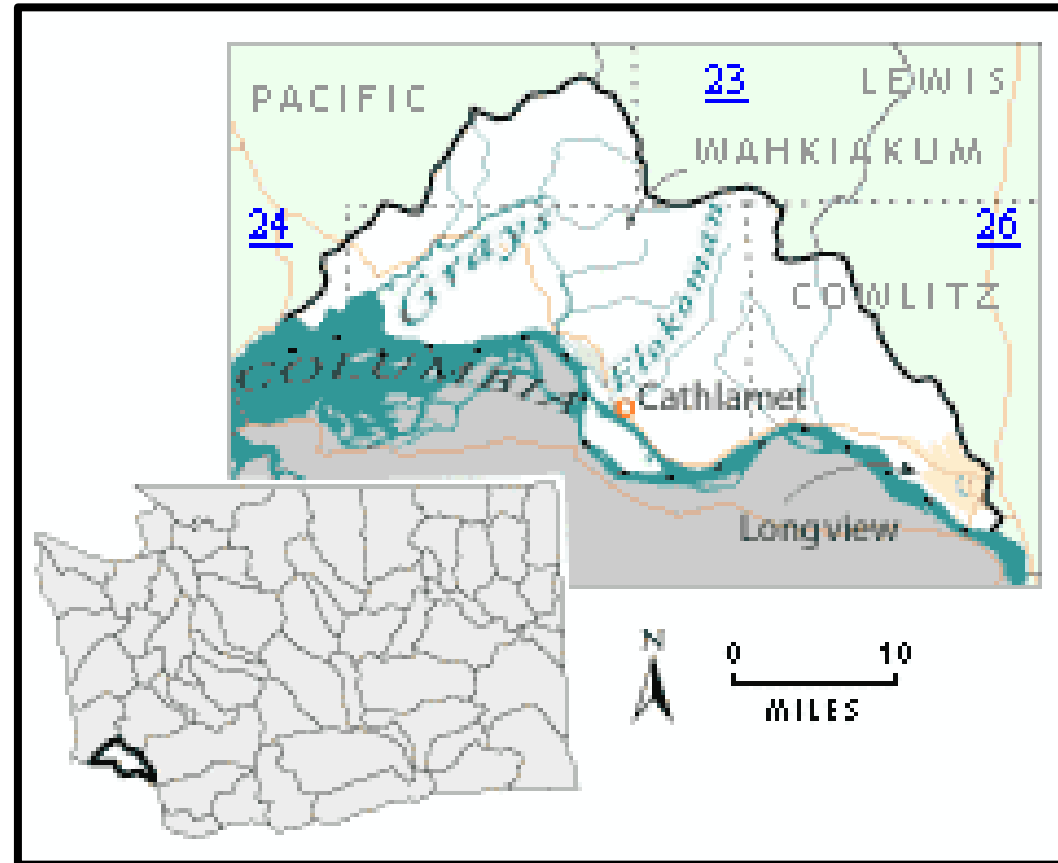 23
LEWIS
PACIFIC
WAHKIAKUM
24
26
Grays
Elokoman
COWLITZ
COLUMBIA
Cathlamet
Longview
N
0 10
MILES